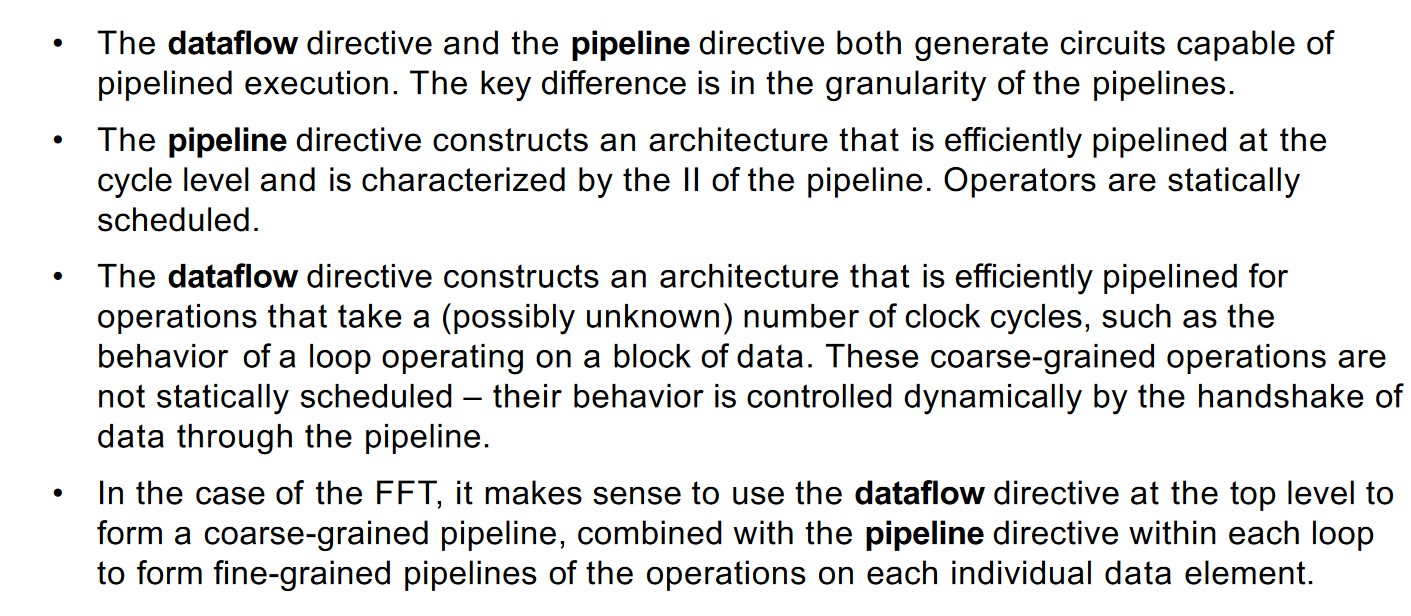 • The dataflow directive and the pipeline directive both generate circuits capable of
pipelined execution. The key difference is in the granularity of the pipelines.
• The pipeline directive constructs an architecture that is efficiently pipelined at the
cycle level and is characterized by the II of the pipeline. Operators are statically
scheduled.
• The dataflow directive constructs an architecture that is efficiently pipelined for
operations that take a (possibly unknown) number of clock cycles, such as the
behavior of a loop operating on a block of data. These coarse-grained operations are
not statically scheduled – their behavior is controlled dynamically by the handshake of
data through the pipeline.
• In the case of the FFT, it makes sense to use the dataflow directive at the top level to
form a coarse-grained pipeline, combined with the pipeline directive within each loop
to form fine-grained pipelines of the operations on each individual data element.